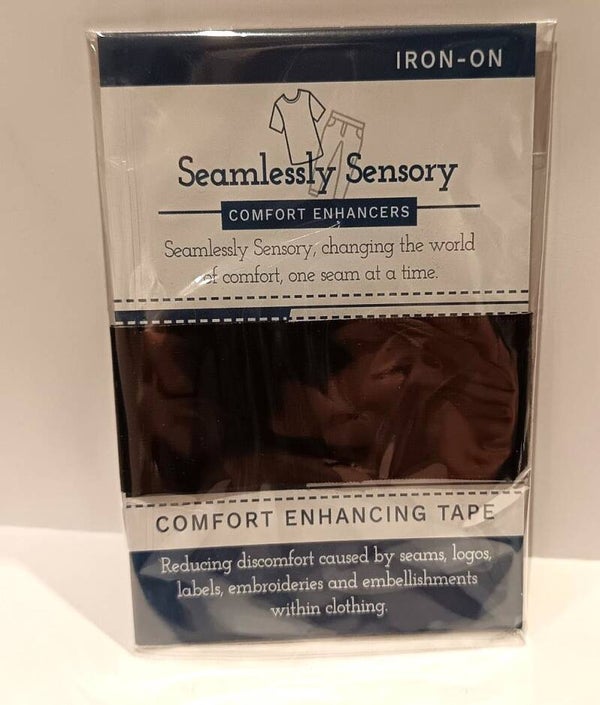 IRON-ON
Seamlessly Sensory
COMFORT ENHANCERS
Seamlessly Sensory, changing the world
of comfort, one seam at a time.
COMFORT ENHANCING TAPE
Reducing discomfort caused by seams, logos,
labels, embroideries and embellishments
within clothing.